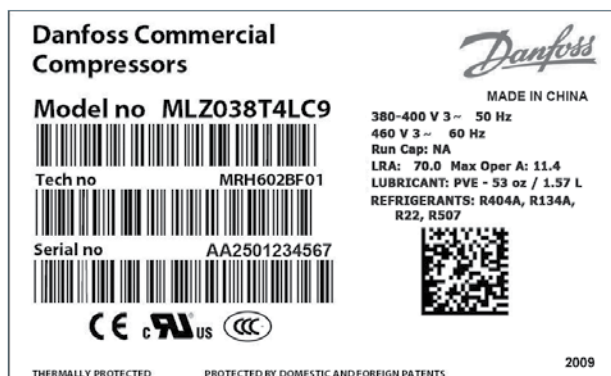 Danfoss Commercial
Compressors
Danfoss
MADE IN CHINA
Model no MLZ038T4LC9
Tech no MRH602BF01
Serial no AA2501234567
380-400 V 3~ 50 Hz
460 V 3~ 60 Hz
Run Cap: NA
LRA: 70.0 Max Oper A: 11.4
LUBRICANT: PVE - 53 oz / 1.57 L
REFRIGERANTS: R404A, R134A,
R22, R507
CE c RU US CCC
2009
THERMALLY PROTECTED PROTECTED BY DOMESTIC AND FOREIGN PATENTS